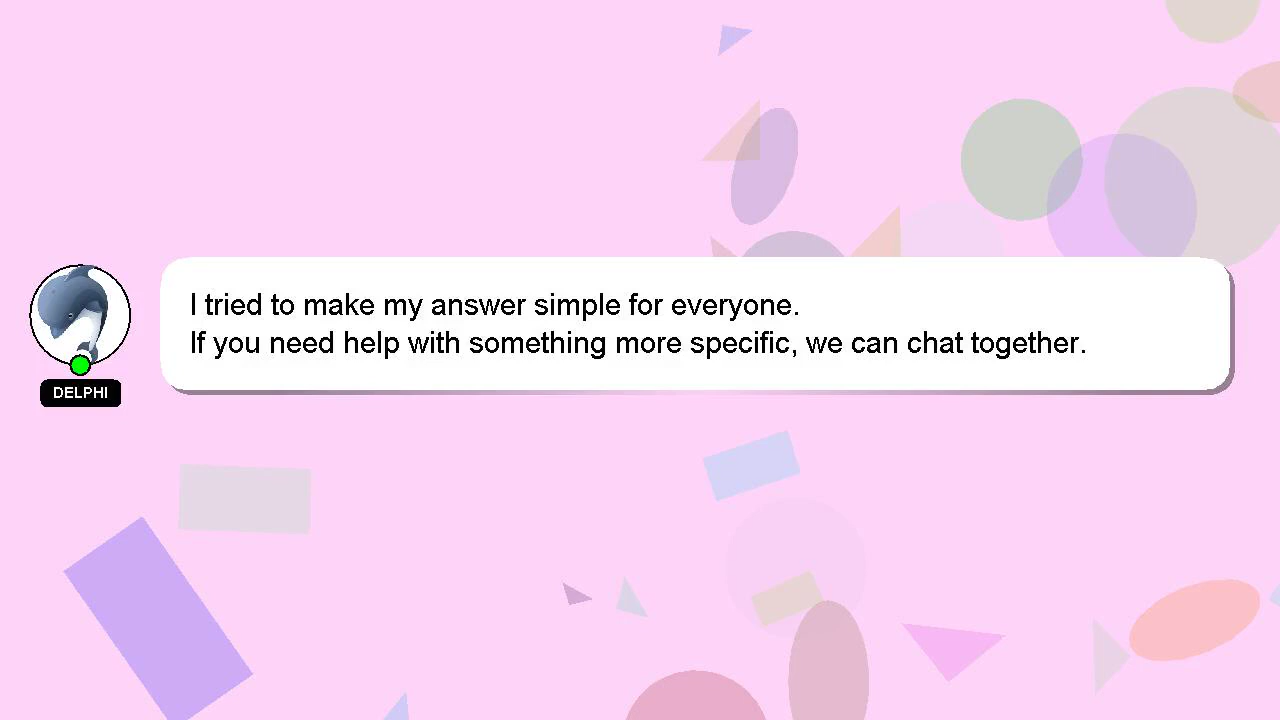 I tried to make my answer simple for everyone.
If you need help with something more specific, we can chat together.
DELPHI